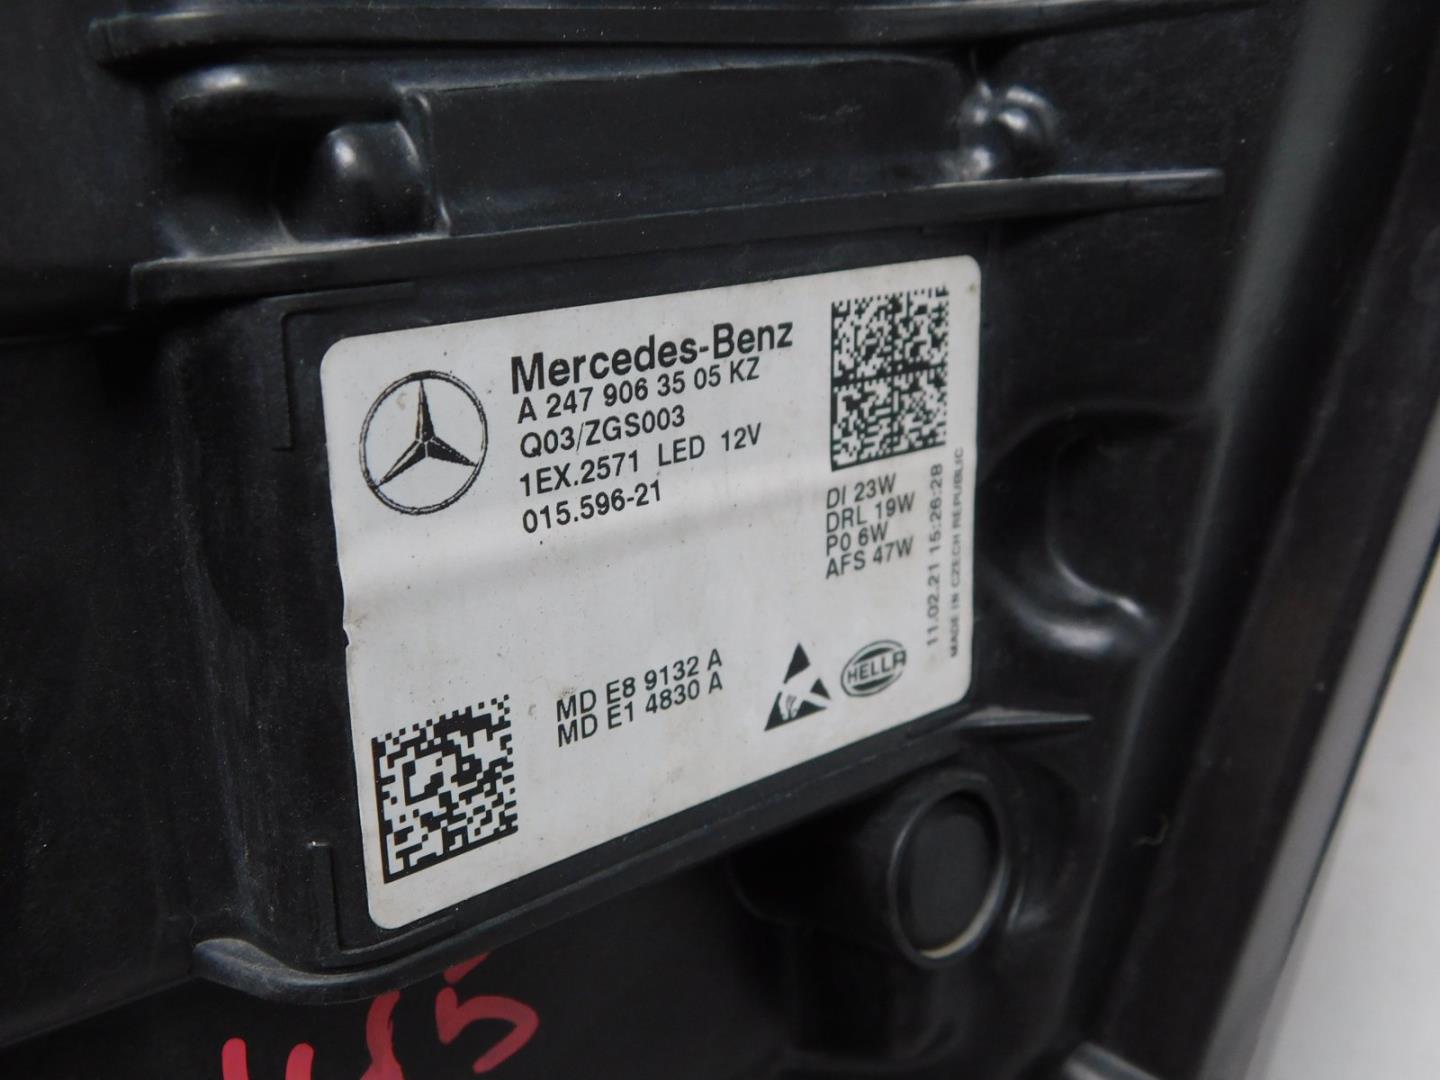 Mercedes-Benz
A 247 906 35 05 KZ
Q03/ZGS003
1EX.2571 LED 12V
015.596-21
DI 23W
DRL 19W
PO 6W
AFS 47W
11.02.21 15:26:28
MADE IN CZECH REPUBLIC
MD E8 9132 A
MD E1 4830 A
HELLA